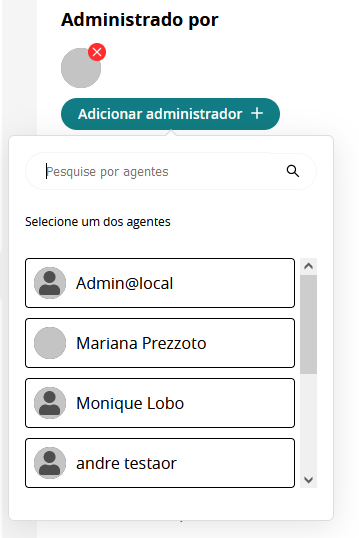 Administrado por
Adicionar administrador +
Pesquise por agentes
Selecione um dos agentes
Admin@local
Mariana Prezzoto
Monique Lobo
andre testaor